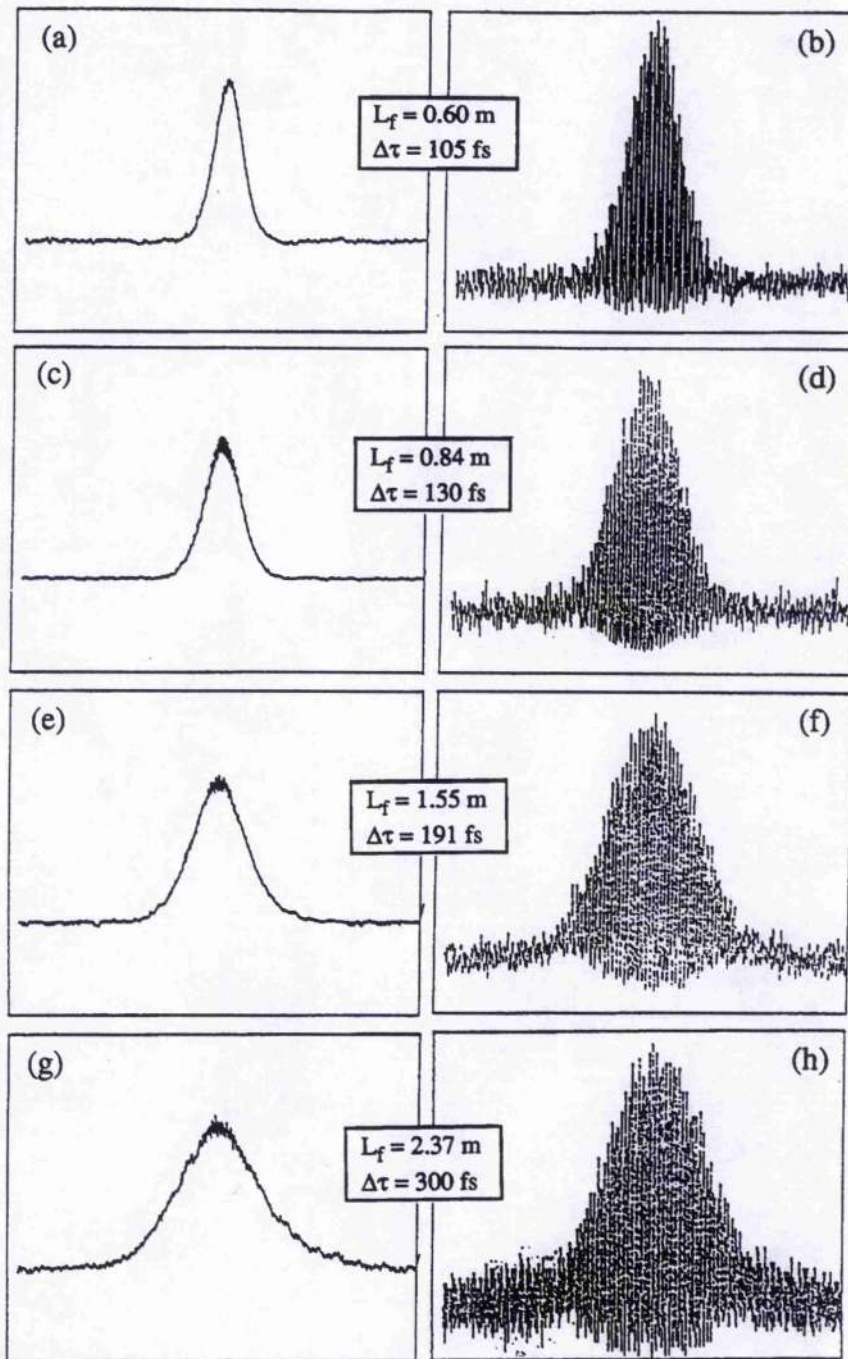 (a)
(b)
L_f = 0.60 m
Δτ = 105 fs
(c)
(d)
L_f = 0.84 m
Δτ = 130 fs
(e)
(f)
L_f = 1.55 m
Δτ = 191 fs
(g)
(h)
L_f = 2.37 m
Δτ = 300 fs